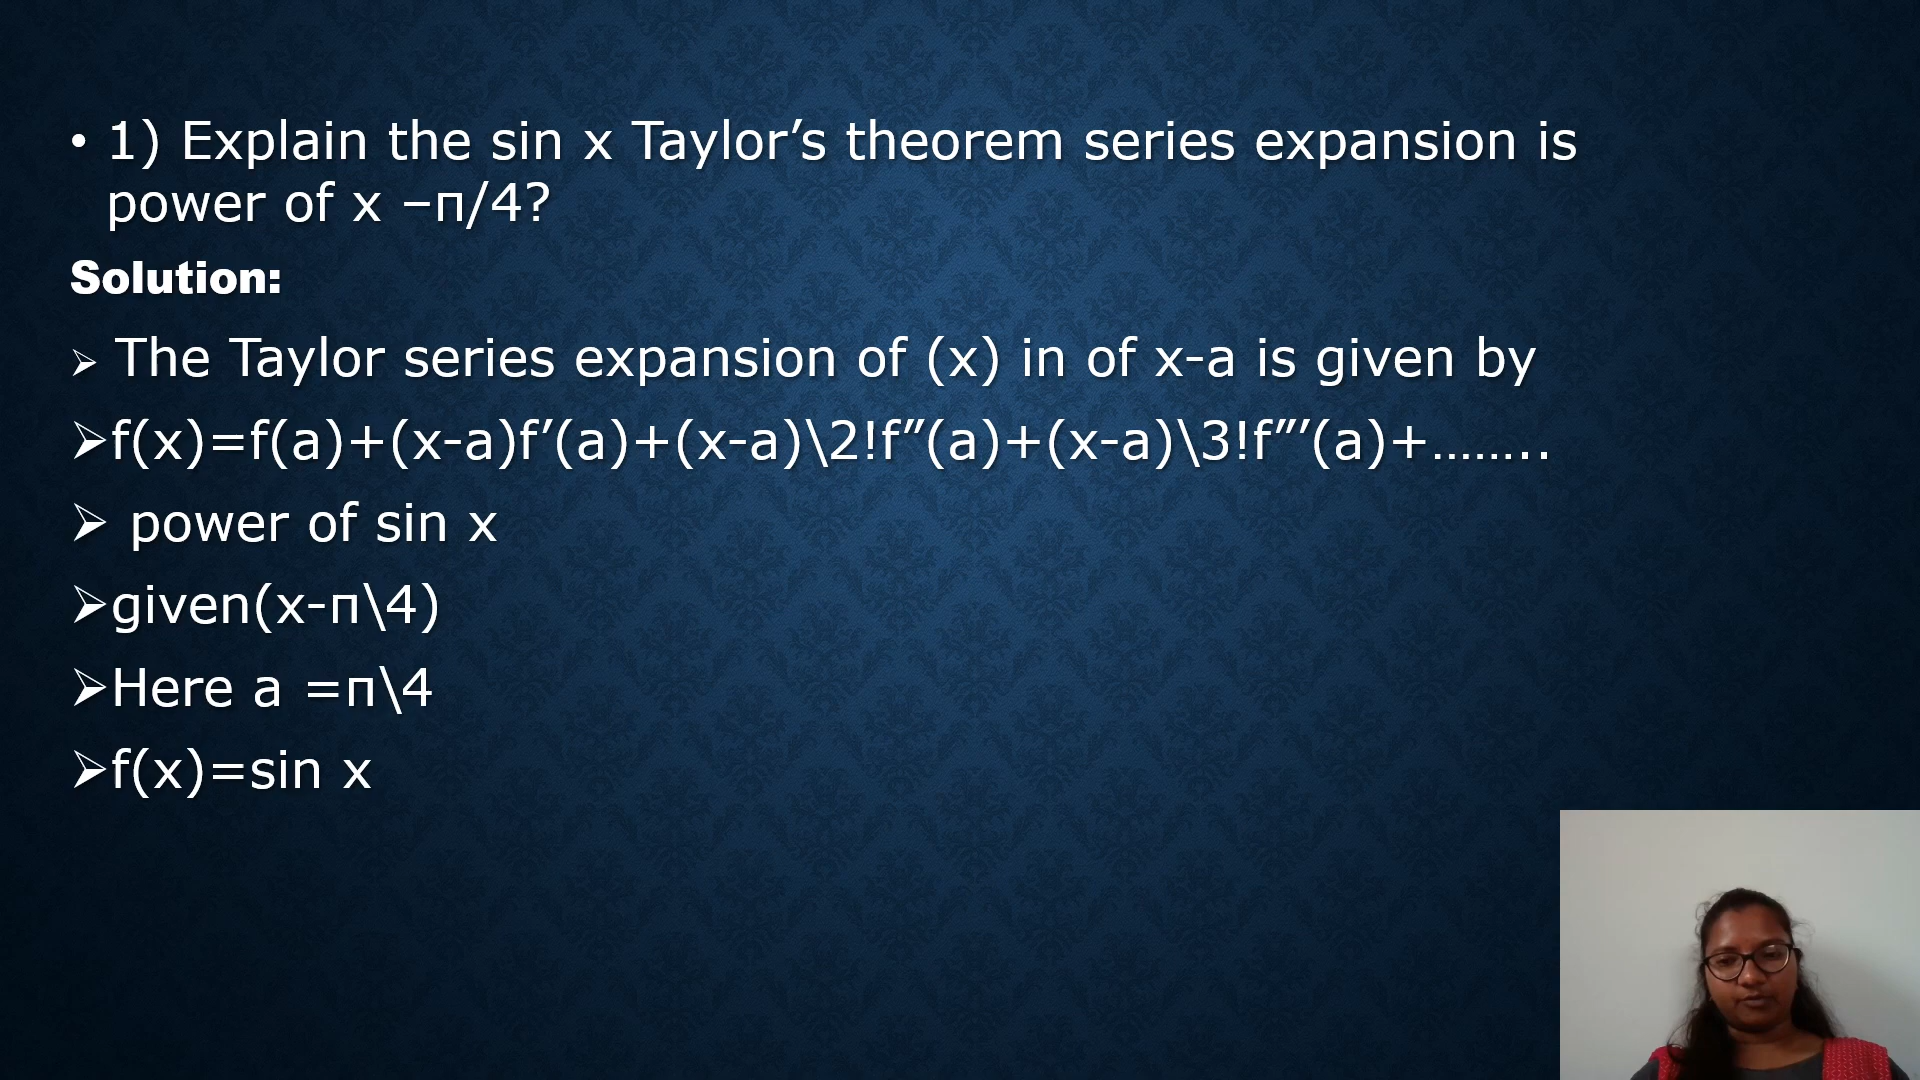 • 1) Explain the sin x Taylor’s theorem series expansion is
power of x –п/4?
Solution:
➢ The Taylor series expansion of (x) in of x-a is given by
➢f(x)=f(a)+(x-a)f’(a)+(x-a)\2!f”(a)+(x-a)\3!f”’(a)+……..
➢ power of sin x
➢given(x-п\4)
➢Here a =п\4
➢f(x)=sin x